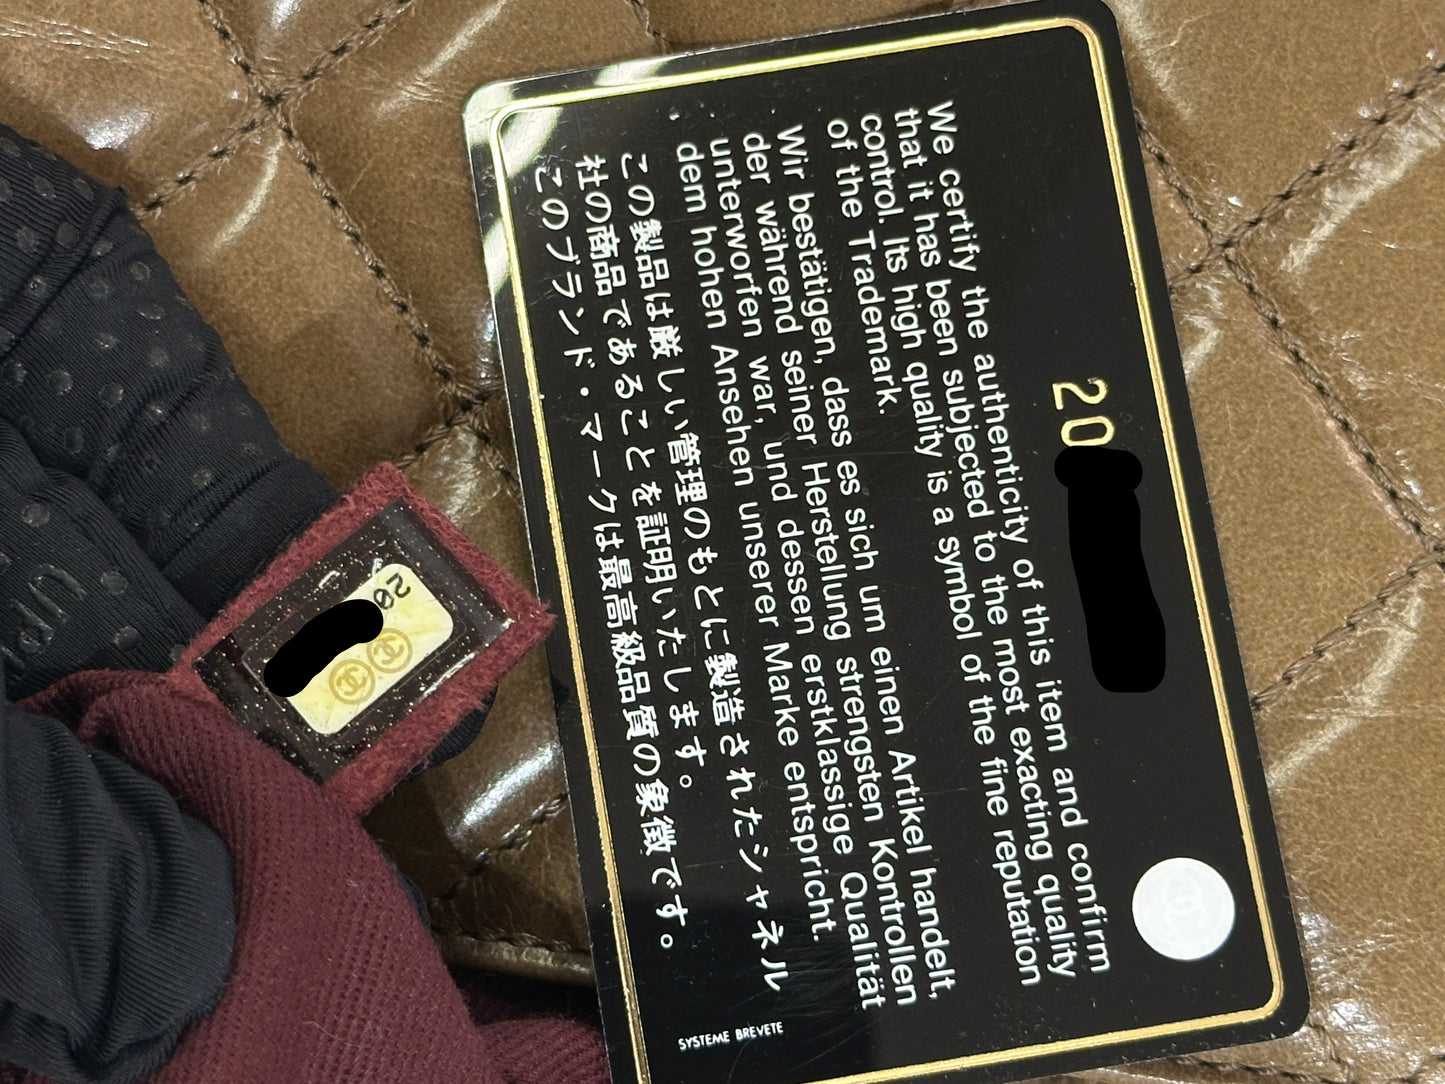 20
We certify the authenticity of this item and confirm
that it has been subjected to the most exacting quality
control. Its high quality is a symbol of the fine reputation
of the Trademark.
Wir bestätigen, dass es sich um einen Artikel handelt,
der während seiner Herstellung strengsten Kontrollen
unterworfen war, und dessen erstklassige Qualität
dem hohen Ansehen unserer Marke entspricht.
この製品は厳しい管理のもとに製造されたシャネル
社の商品であることを証明いたします。
このブランド・マークは最高級品質の象徴です。
SYSTEME BREVETE
20